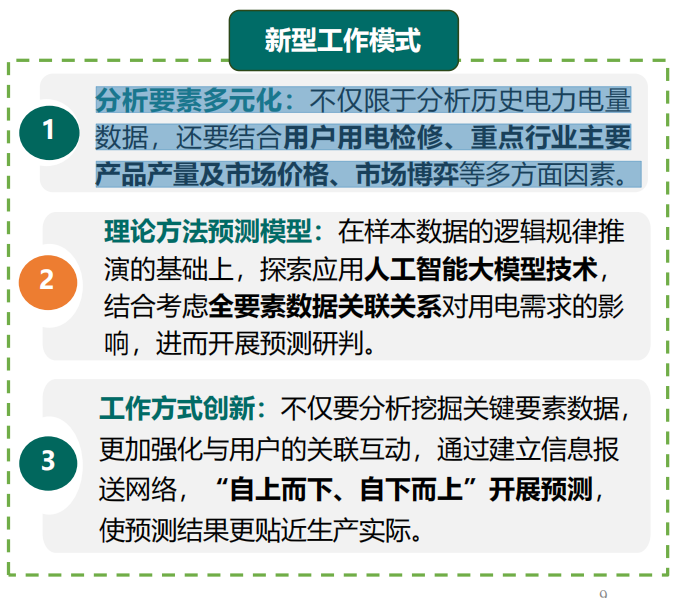 新型工作模式
1
分析要素多元化：不仅限于分析历史电力电量
数据，还要结合用户用电检修、重点行业主要
产品产量及市场价格、市场博弈等多方面因素。
2
理论方法预测模型：在样本数据的逻辑规律推
演的基础上，探索应用人工智能大模型技术，
结合考虑全要素数据关联关系对用电需求的影
响，进而开展预测研判。
3
工作方式创新：不仅要分析挖掘关键要素数据，
更加强化与用户的关联互动，通过建立信息报
送网络，“自上而下、自下而上”开展预测，
使预测结果更贴近生产实际。
9